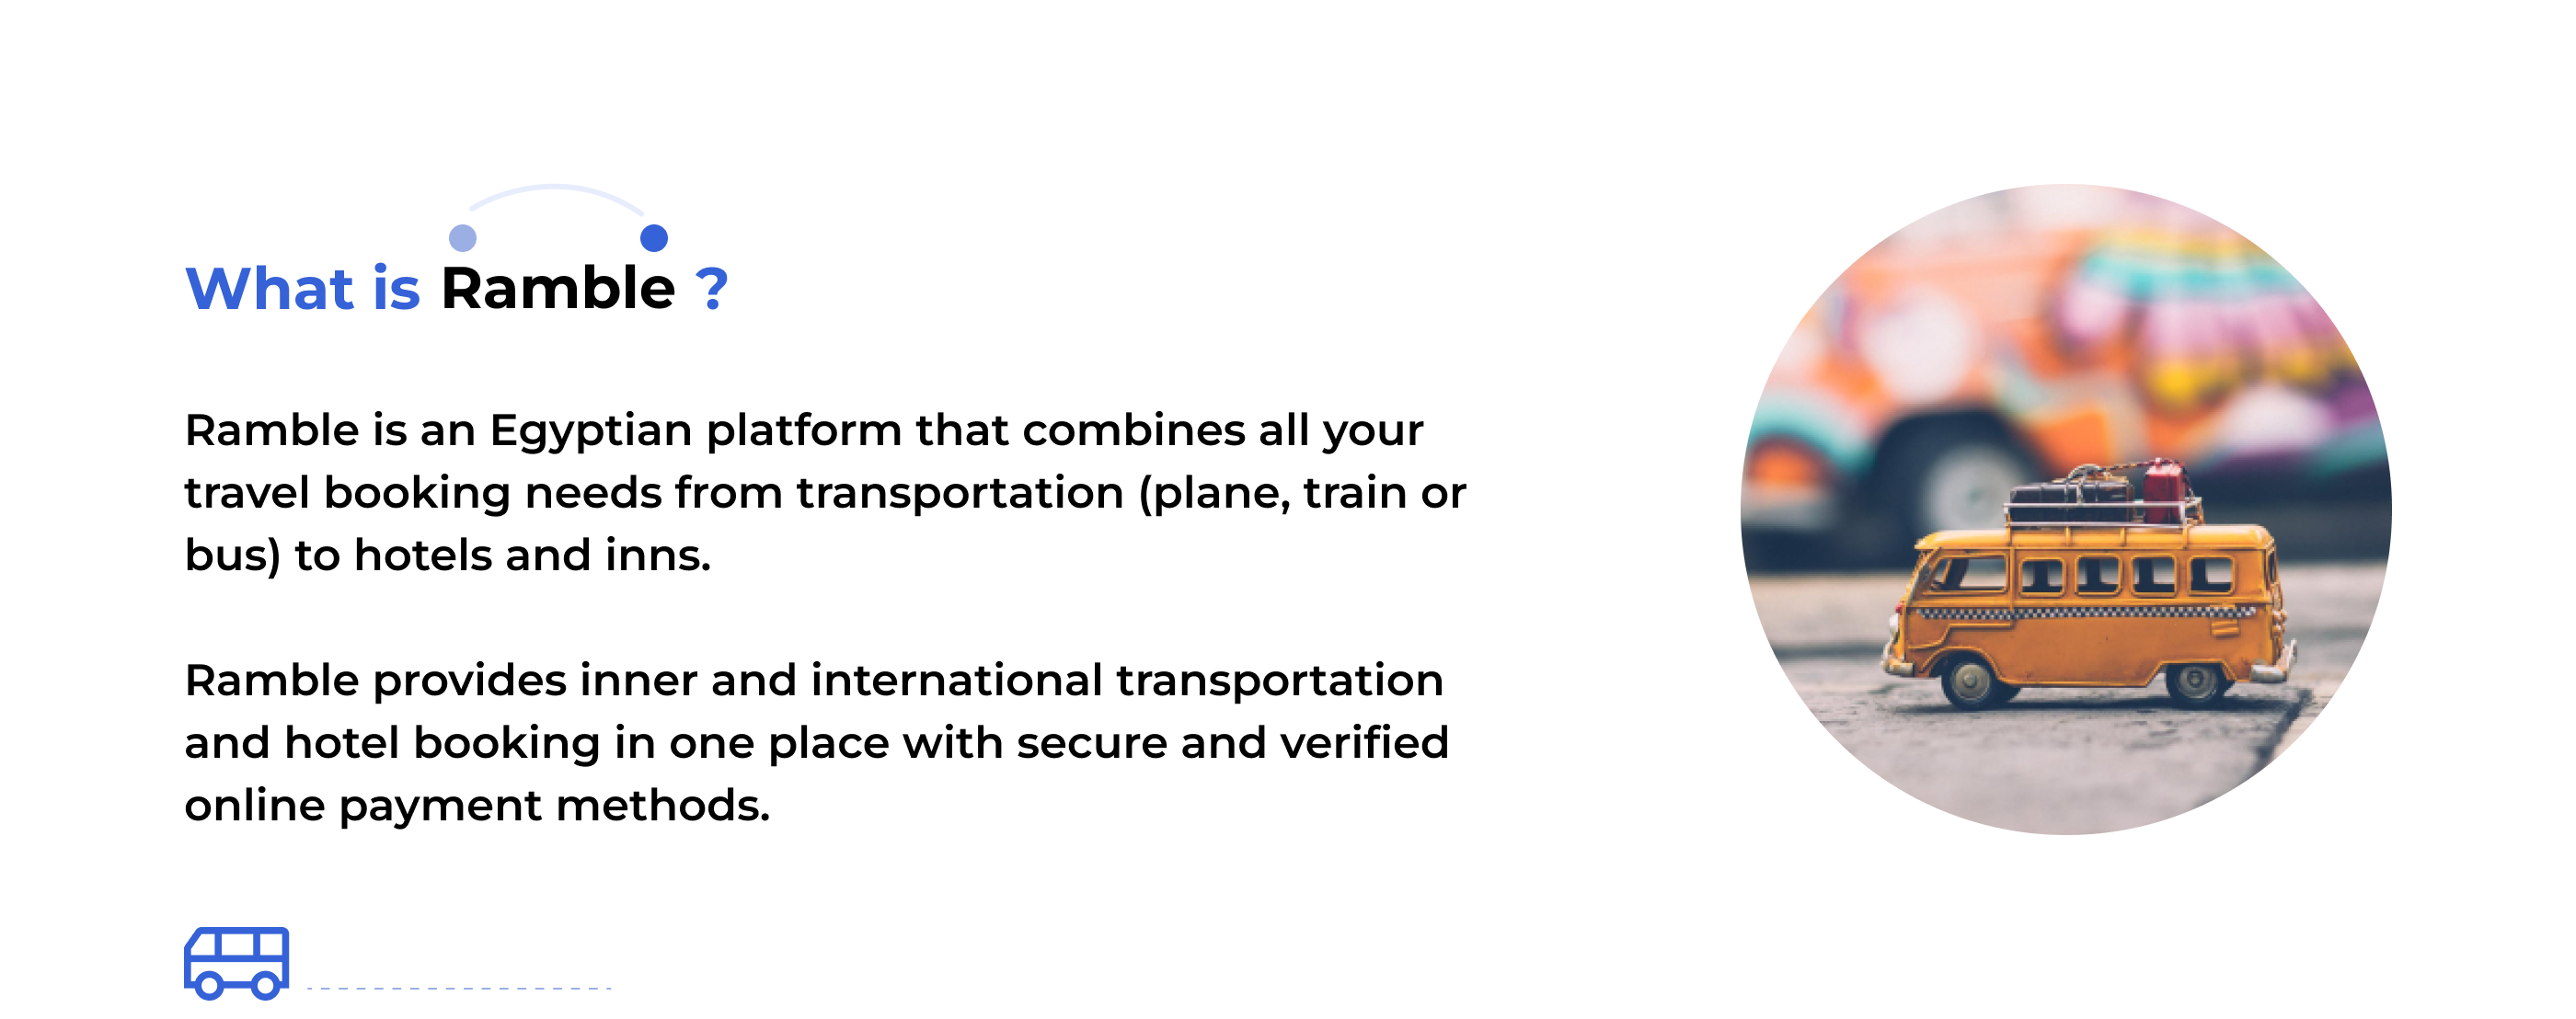 What is Ramble ?
Ramble is an Egyptian platform that combines all your
travel booking needs from transportation (plane, train or
bus) to hotels and inns.
Ramble provides inner and international transportation
and hotel booking in one place with secure and verified
online payment methods.